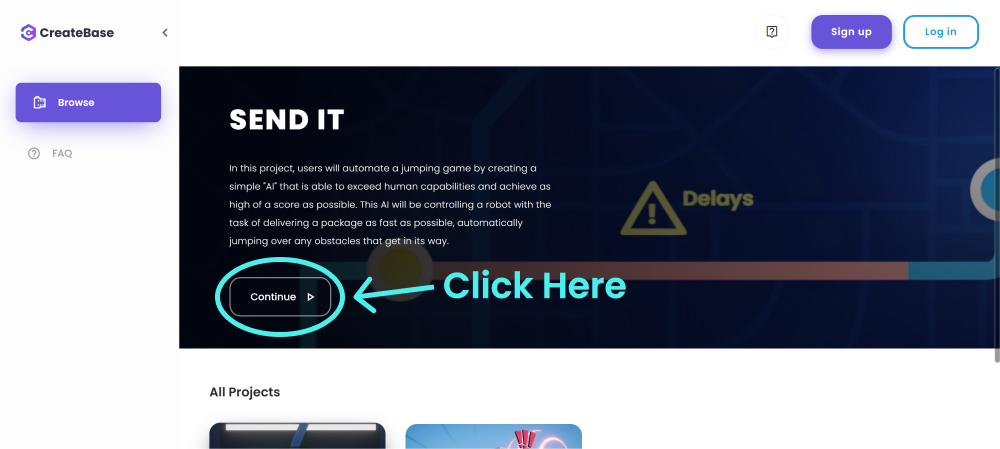 CreateBase
Sign up
Log in
Browse
FAQ
SEND IT
In this project, users will automate a jumping game by creating a
simple "AI" that is able to exceed human capabilities and achieve as
high of a score as possible. This AI will be controlling a robot with the
task of delivering a package as fast as possible, automatically
jumping over any obstacles that get in its way.
Delays
Continue
Click Here
All Projects